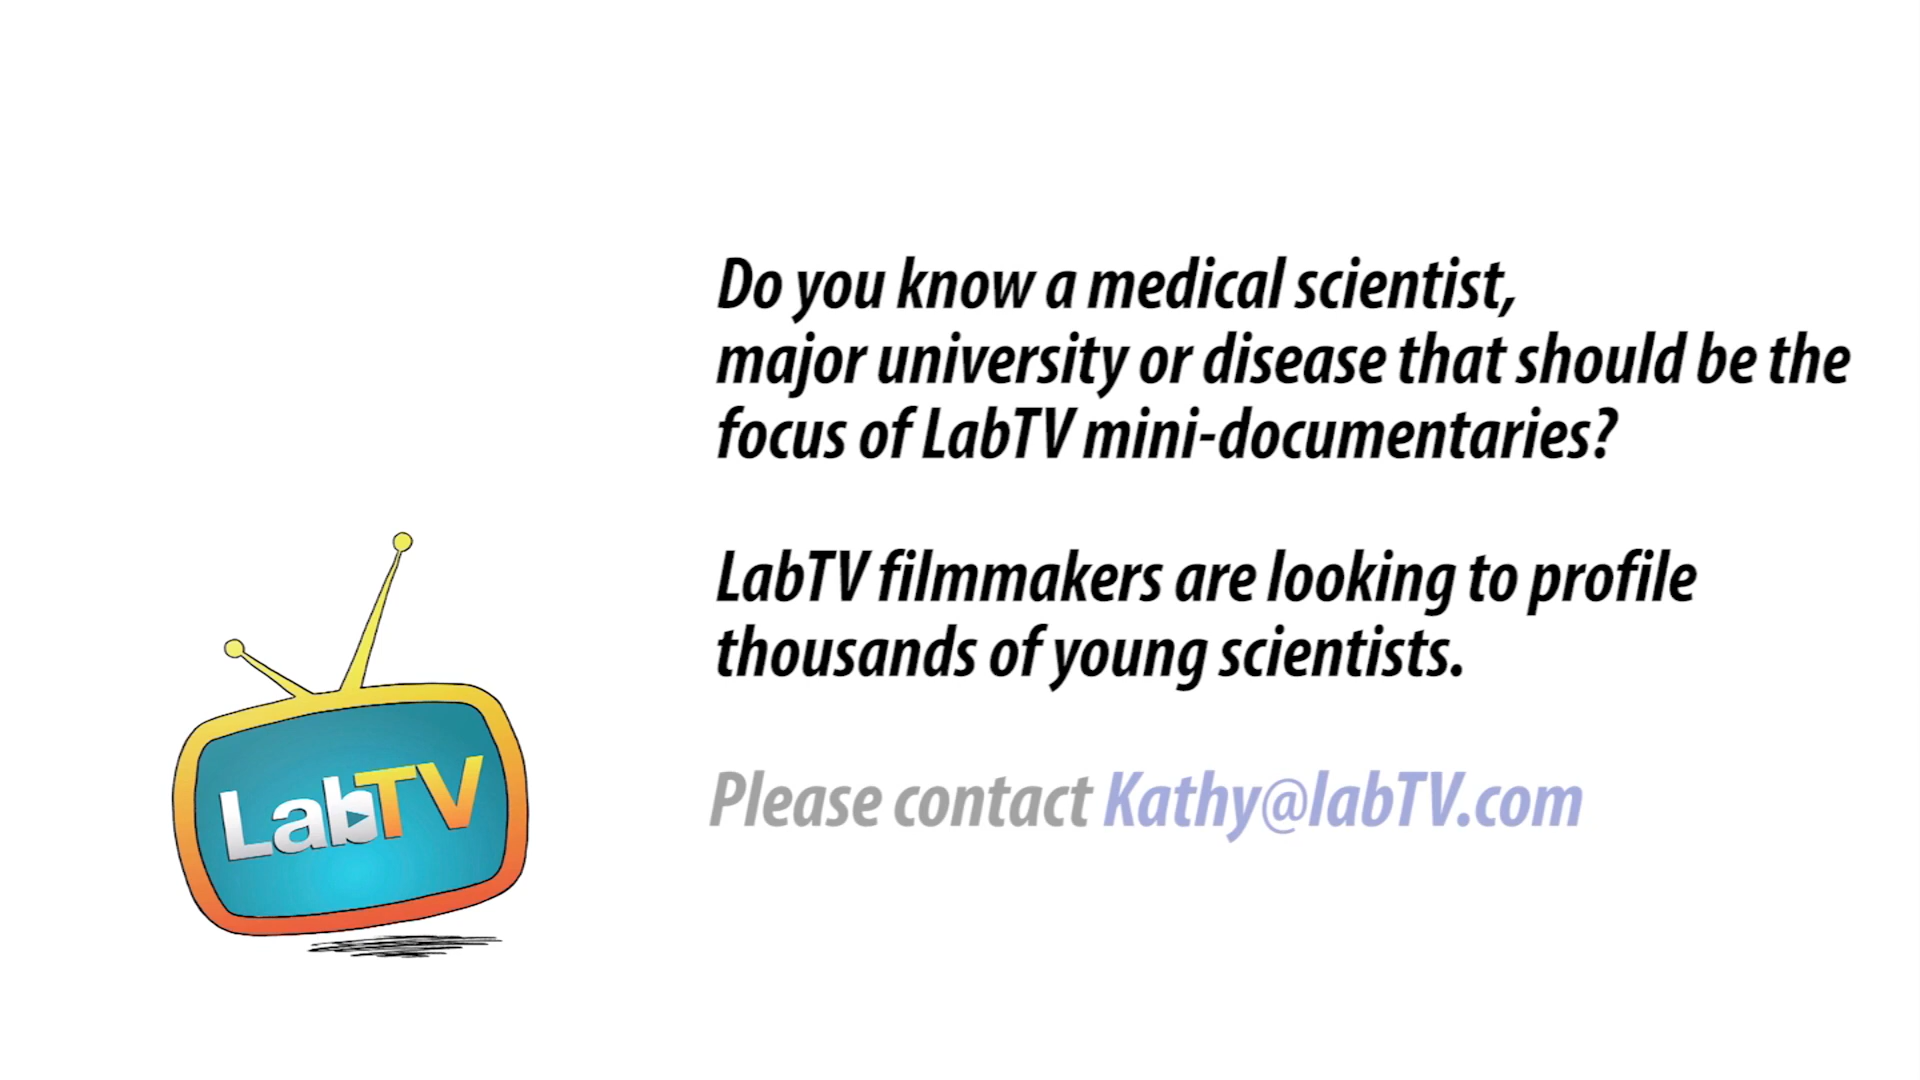 Do you know a medical scientist,
major university or disease that should be the
focus of LabTV mini-documentaries?
LabTV filmmakers are looking to profile
thousands of young scientists.
Please contact Kathy@labTV.com
LabTV